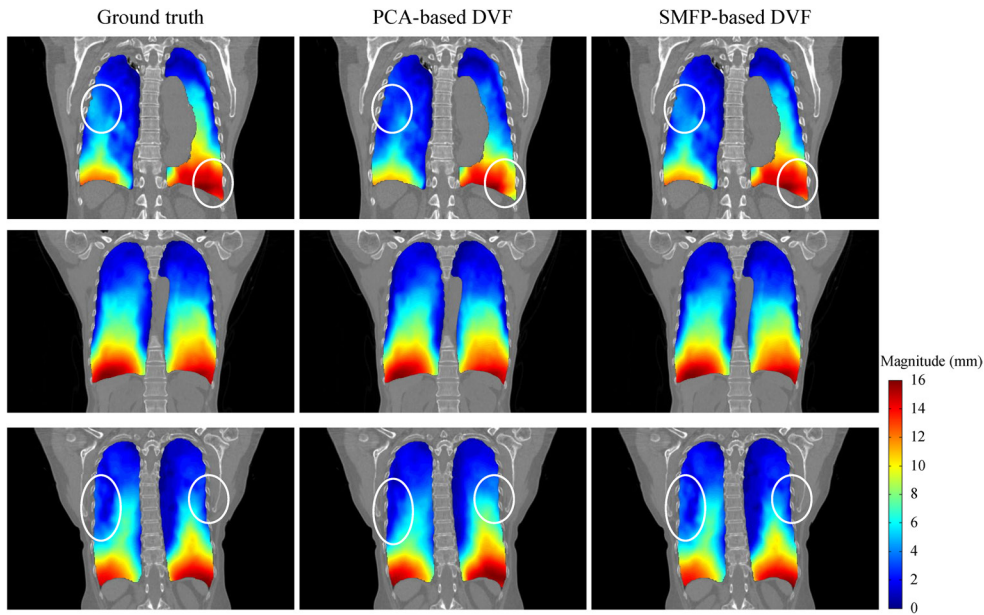 Ground truth
PCA-based DVF
SMFP-based DVF
Magnitude (mm)
16
14
12
10
8
6
4
2
0